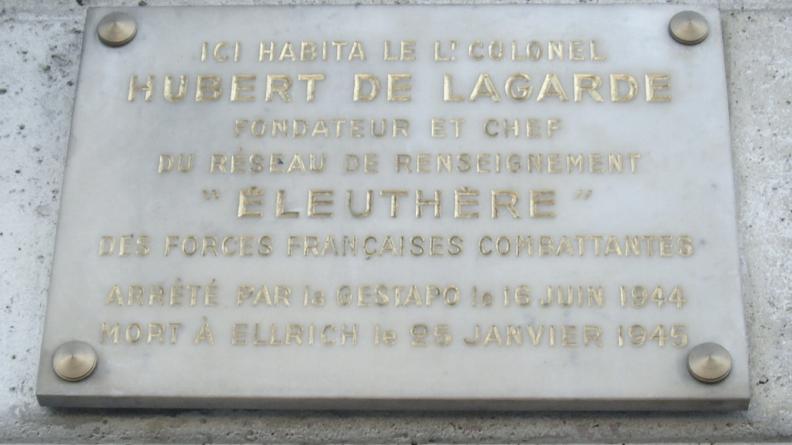 ICI HABITA LE Lt. COLONEL
HUBERT DE LAGARDE
FONDATEUR ET CHEF
DU RÉSEAU DE RENSEIGNEMENT
"ÉLEUTHÈRE"
DES FORCES FRANÇAISES COMBATTANTES
ARRÊTÉ PAR la GESTAPO le 16 JUIN 1944
MORT À ELLRICH le 25 JANVIER 1945